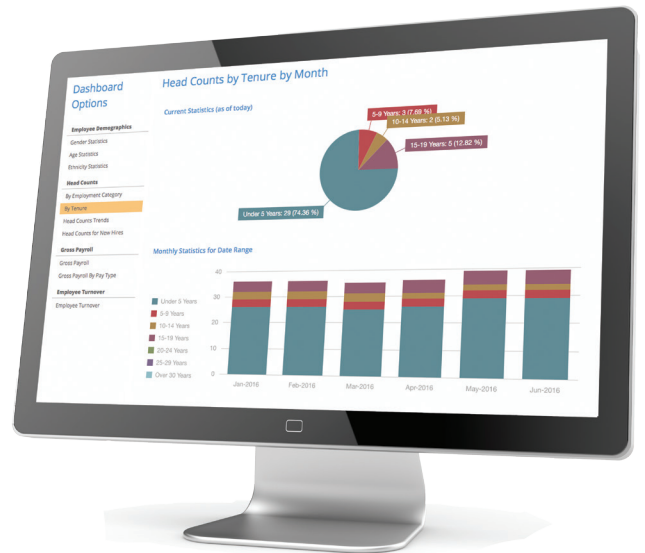 Dashboard
Options
Employee Demographics
Gender Statistics
Age Statistics
Ethnicity Statistics
Head Counts
By Employment Category
By Tenure
Head Counts Trends
Head Counts for New Hires
Gross Payroll
Gross Payroll
Gross Payroll By Pay Type
Employee Turnover
Employee Turnover
Head Counts by Tenure by Month
Current Statistics (as of today)
5-9 Years: 3 (7.69 %)
10-14 Years: 2 (5.13 %)
15-19 Years: 5 (12.82 %)
Under 5 Years: 29 (74.36 %)
Monthly Statistics for Date Range
Under 5 Years
5-9 Years
10-14 Years
15-19 Years
20-24 Years
25-29 Years
Over 30 Years
40
30
20
10
0
Jan-2016
Feb-2016
Mar-2016
Apr-2016
May-2016
Jun-2016